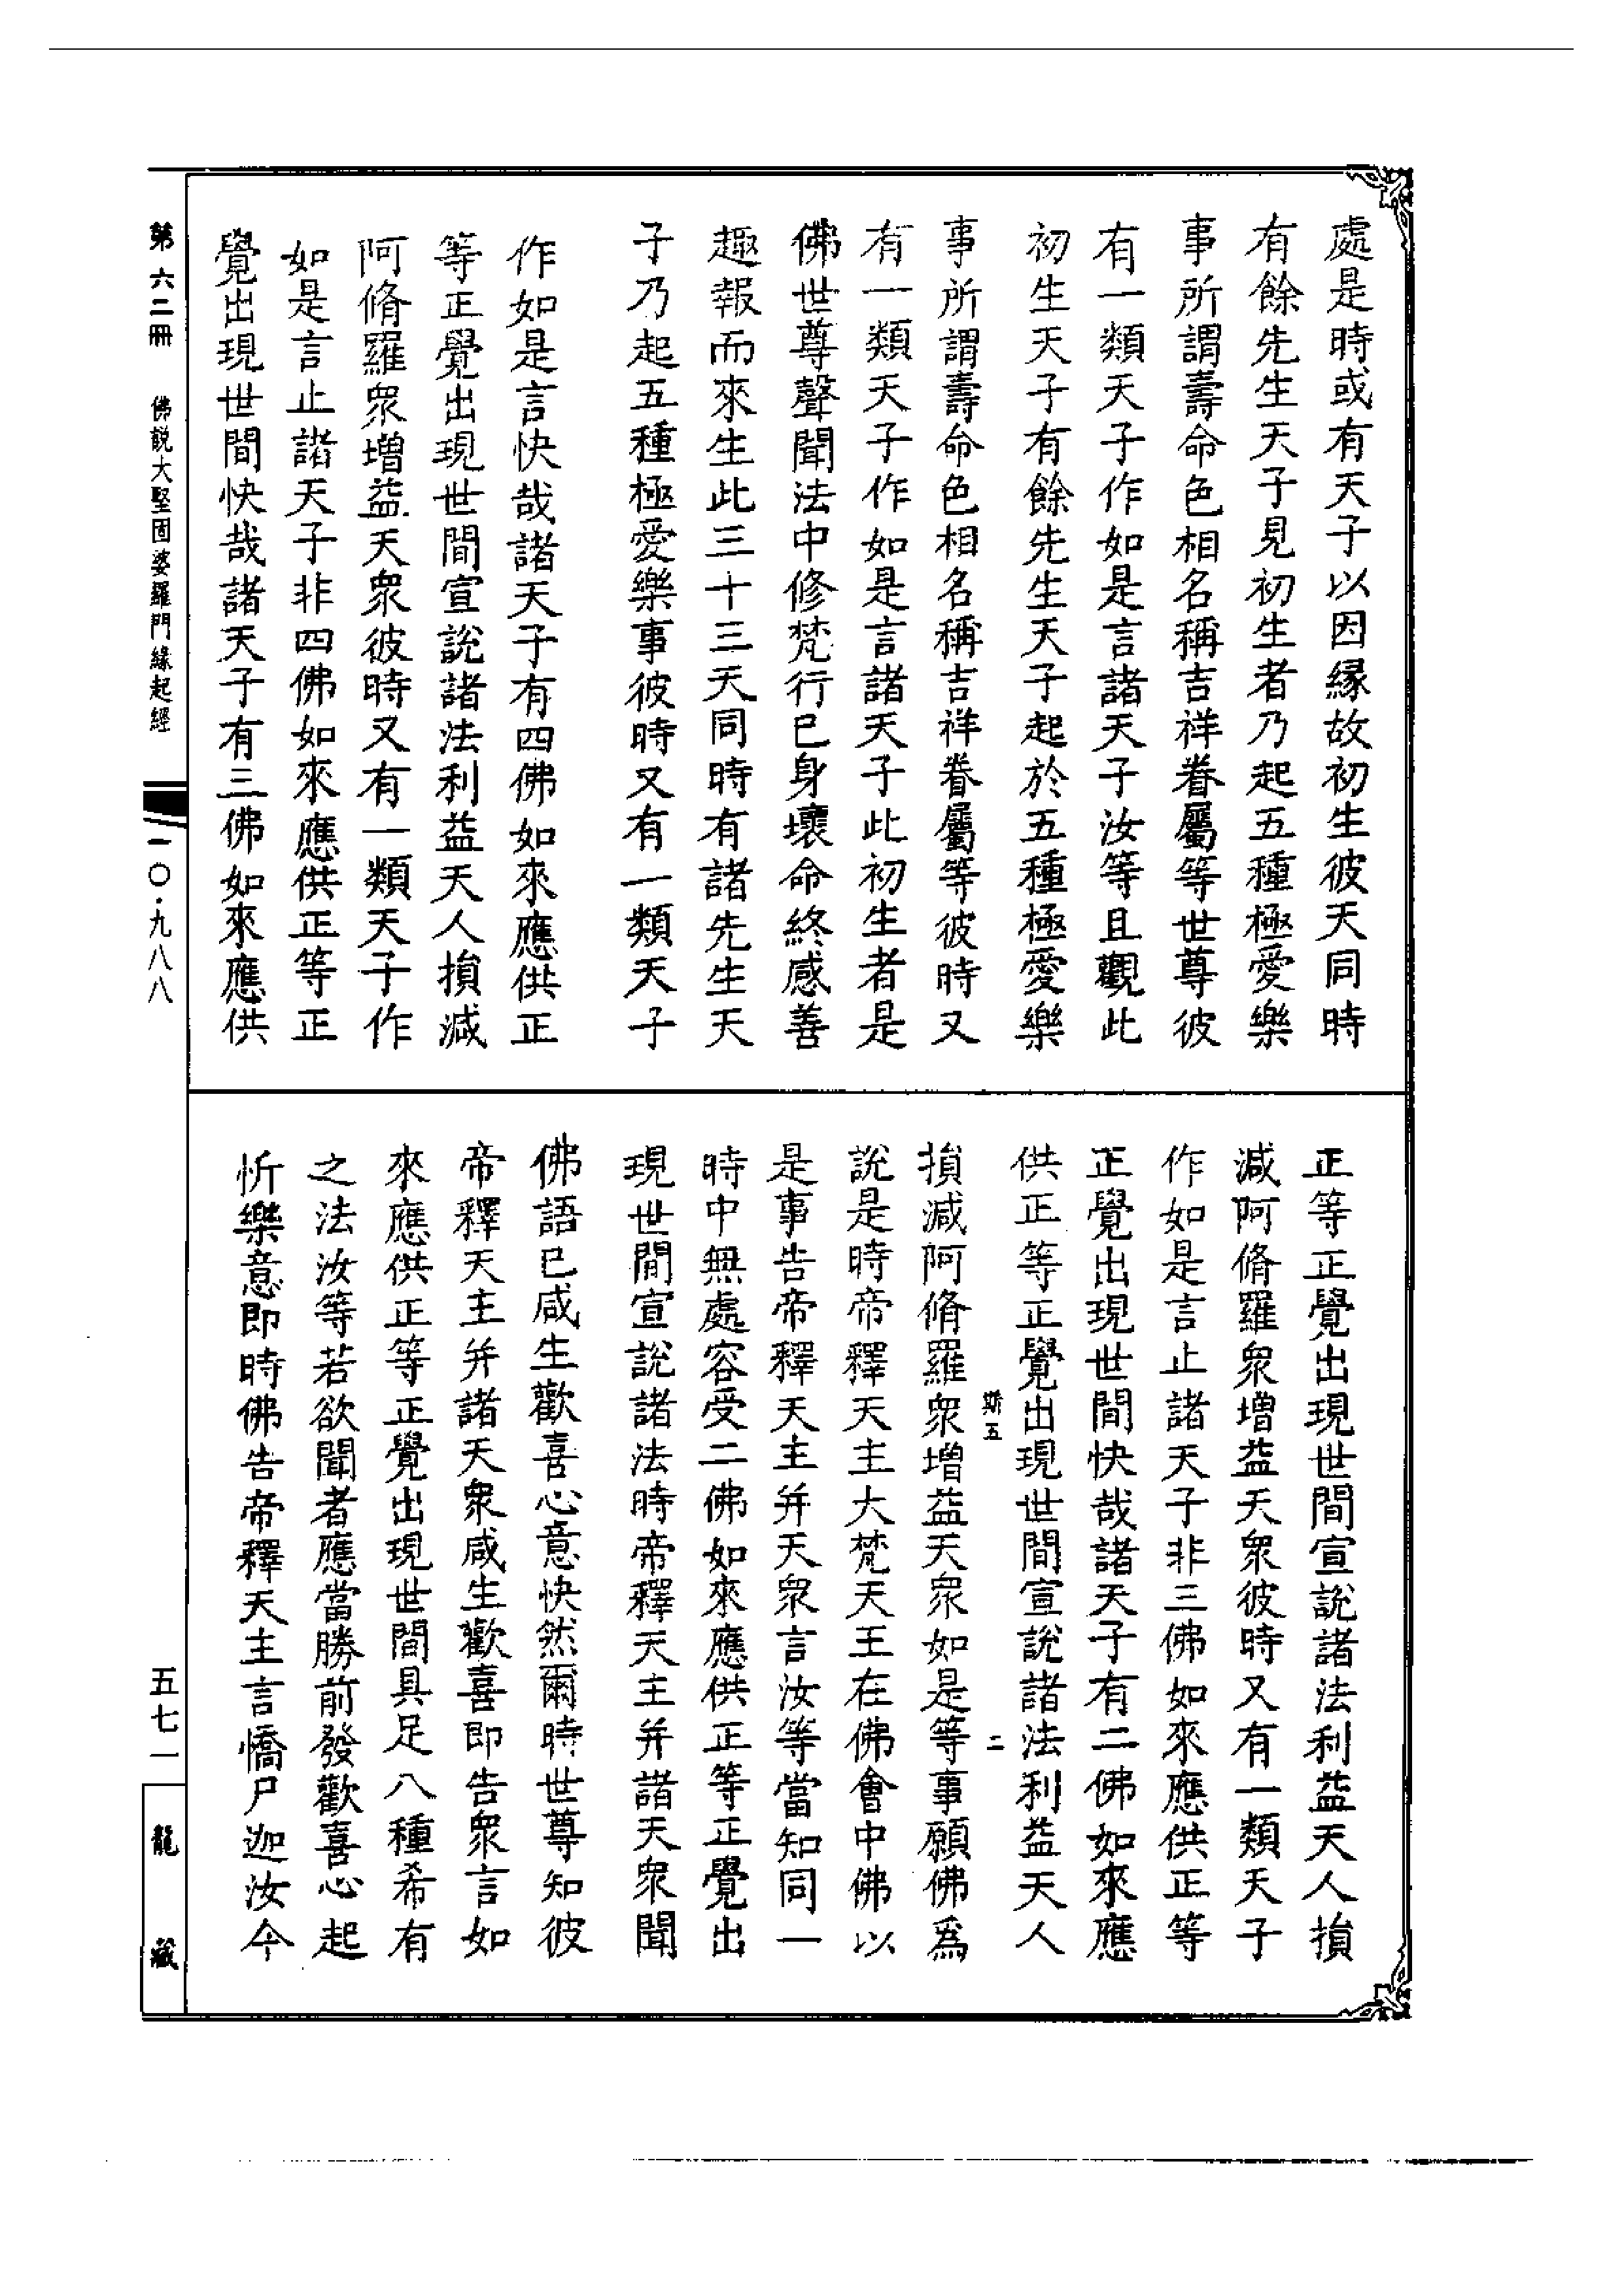 處是時或有天子以因緣故初生彼天同時
有餘先生天子見初生者乃起五種極愛樂
事所謂壽命色相名稱吉祥眷屬等世尊彼
有一類天子作如是言諸天子汝等且觀此
初生天子有餘先生天子起於五種極愛樂
事所謂壽命色相名稱吉祥眷屬等彼時又
有一類天子作如是言諸天子此初生者是
佛世尊聲聞法中修梵行已身壞命終感善
趣報而來生此三十三天同時有諸先生天
子乃起五種極愛樂事彼時又有一類天子
作如是言快哉諸天子有四佛如來應供正
等正覺出現世間宣說諸法利益天人損減
阿脩羅衆增益天衆彼時又有一類天子作
如是言止諸天子非四佛如來應供正等正
覺出現世間快哉諸天子有三佛如來應供
正等正覺出現世間宣說諸法利益天人損
減阿脩羅衆增益天衆彼時又有一類天子
作如是言止諸天子非三佛如來應供正等
正覺出現世間快哉諸天子有二佛如來應
供正等正覺出現世間宣說諸法利益天人
斯五 二
損減阿脩羅衆增益天衆如是等事願佛爲
說是時帝釋天主大梵天王在佛會中佛以
是事告帝釋天主并天衆言汝等當知同一
時中無處容受二佛如來應供正等正覺出
現世間宣說諸法時帝釋天主并諸天衆聞
佛語已咸生歡喜心意快然爾時世尊知彼
帝釋天主并諸天衆咸生歡喜即告衆言如
來應供正等正覺出現世間具足八種希有
之法汝等若欲聞者應當勝前發歡喜心起
忻樂意即時佛告帝釋天主言憍尸迦汝今
第六二冊 佛說大堅固婆羅門緣起經 一〇·九八八 五七一 龍藏